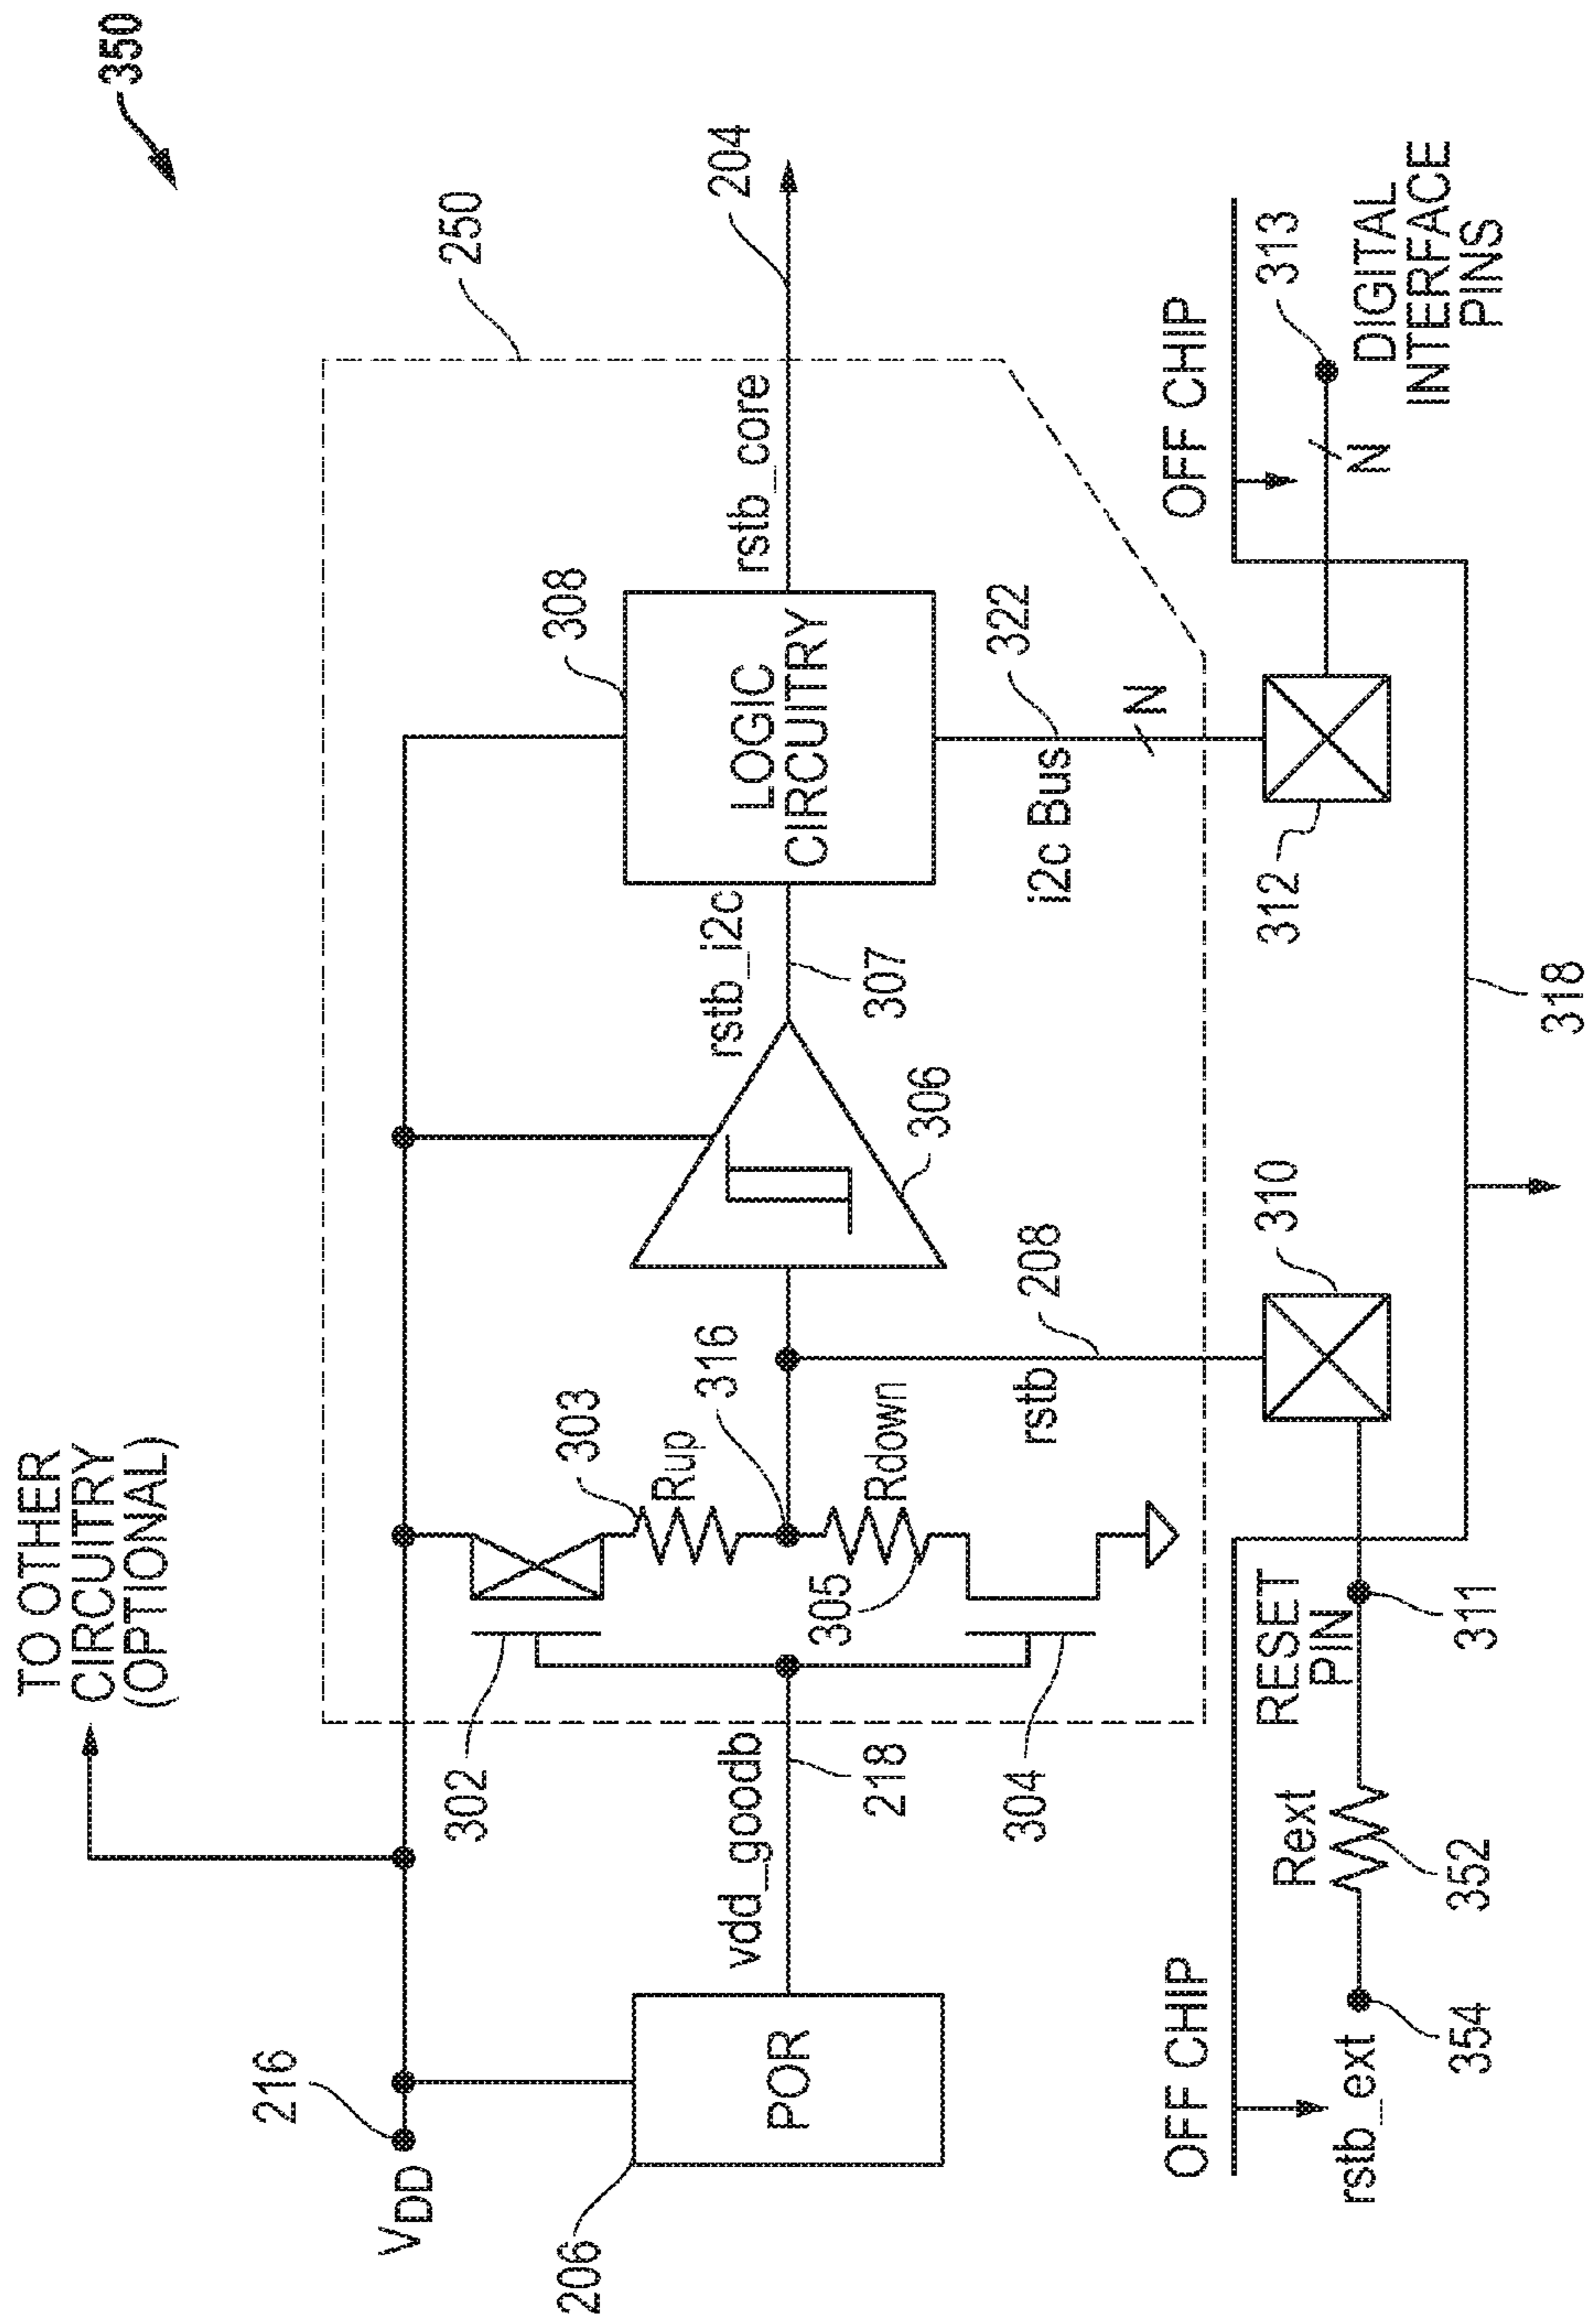 350
TO OTHER
CIRCUITRY
(OPTIONAL)
216
VDD
206
POR
vdd_goodb
218
250
302
303
Rup
316
305
Rdown
304
rstb
208
306
rstb_i2c
307
308
LOGIC
CIRCUITRY
rstb_core
204
i2c Bus
322
N
OFF CHIP
rstb_ext
354
Rext
352
RESET
PIN
311
310
318
312
OFF CHIP
N
313
DIGITAL
INTERFACE
PINS